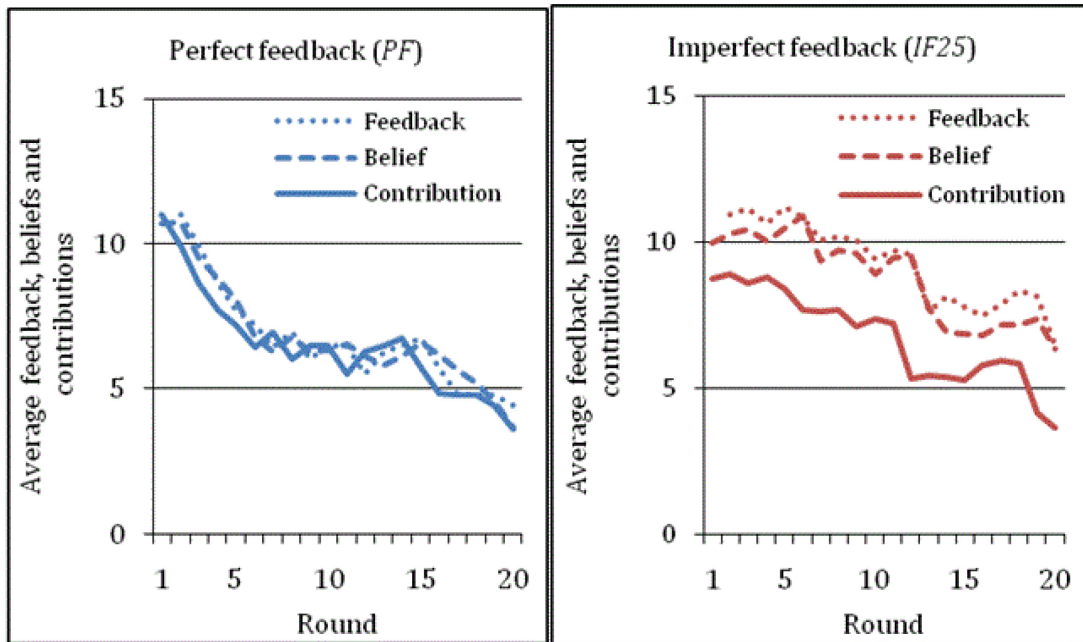 Perfect feedback (PF)
Average feedback, beliefs and
contributions
15
10
5
0
Feedback
Belief
Contribution
1 5 10 15 20
Round
Imperfect feedback (IF25)
Average feedback, beliefs and
contributions
15
10
5
0
Feedback
Belief
Contribution
1 5 10 15 20
Round